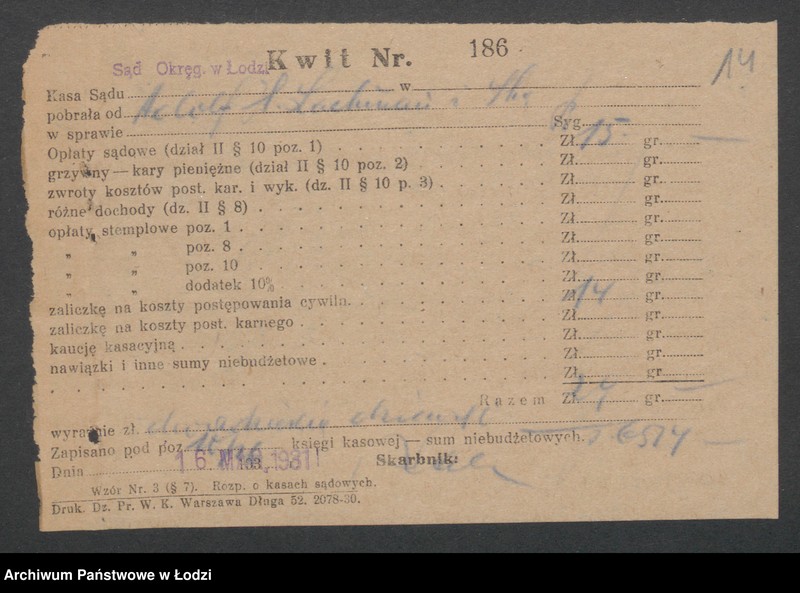 Kwit Nr. 186
14
Sąd Okręg. w Łodzi
Kasa Sądu w
pobrała od Adolf
w sprawie Syg
Opłaty sądowe (dział II § 10 poz. 1) Zł. 15 gr.
grzywny — kary pieniężne (dział II § 10 poz. 2) Zł. gr.
zwroty kosztów post. kar. i wyk. (dz. II § 10 p. 3) Zł. gr.
różne dochody (dz. II § 8) Zł. gr.
opłaty stemplowe poz. 1 Zł. gr.
„ „ poz. 8 Zł. gr.
„ „ poz. 10 Zł. gr.
„ „ dodatek 10% Zł. gr.
zaliczkę na koszty postępowania cywiln. Zł. 14 gr.
zaliczkę na koszty post. karnego Zł. gr.
kaucję kasacyjną Zł. gr.
nawiązki i inne sumy niebudżetowe Zł. gr.
Zł. gr.
Razem Zł. gr.
wyraźnie zł.
Zapisano pod poz księgi kasowej — sum niebudżetowych.
Dnia 16. MAR. 1931 193 Skarbnik:
Wzór Nr. 3 (§ 7). Rozp. o kasach sądowych.
Druk. Dz. Pr. W. K. Warszawa Długa 52. 2078-30.
Archiwum Państwowe w Łodzi